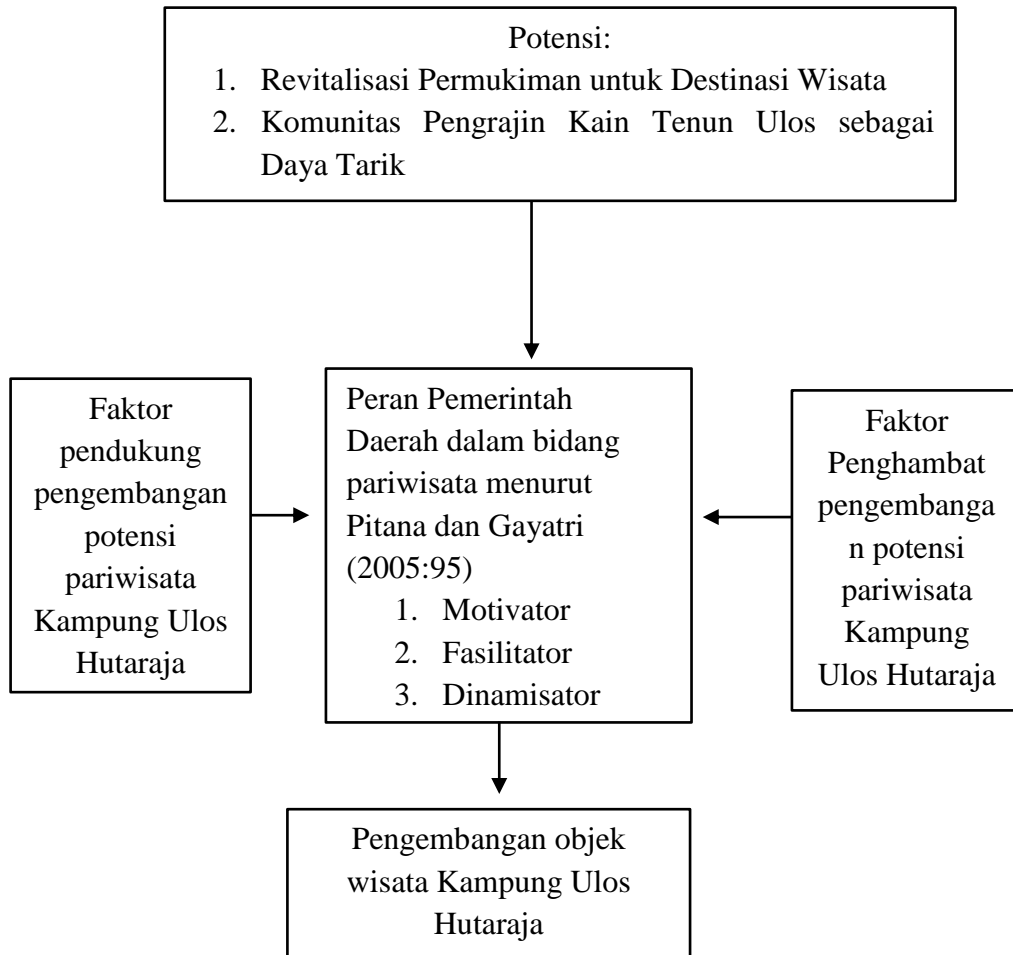 Potensi:
1. Revitalisasi Permukiman untuk Destinasi Wisata
2. Komunitas Pengrajin Kain Tenun Ulos sebagai
Daya Tarik
Faktor
pendukung
pengembangan
potensi
pariwisata
Kampung Ulos
Hutaraja
Peran Pemerintah
Daerah dalam bidang
pariwisata menurut
Pitana dan Gayatri
(2005:95)
1. Motivator
2. Fasilitator
3. Dinamisator
Faktor
Penghambat
pengembanga
n potensi
pariwisata
Kampung
Ulos Hutaraja
Pengembangan objek
wisata Kampung Ulos
Hutaraja